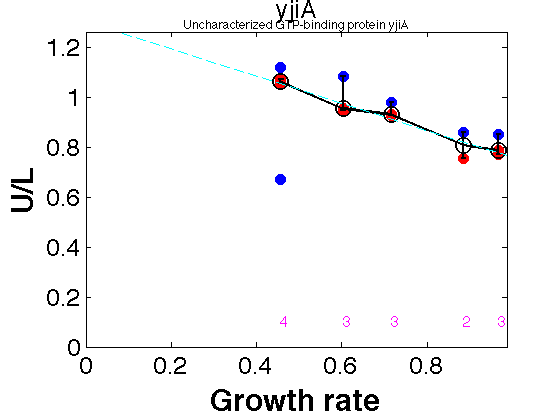 yjiA
Uncharacterized GTP-binding protein yjiA
1.2
1
0.8
0.6
0.4
0.2
0
U/L
4 3 3 2 3
0 0.2 0.4 0.6 0.8
Growth rate